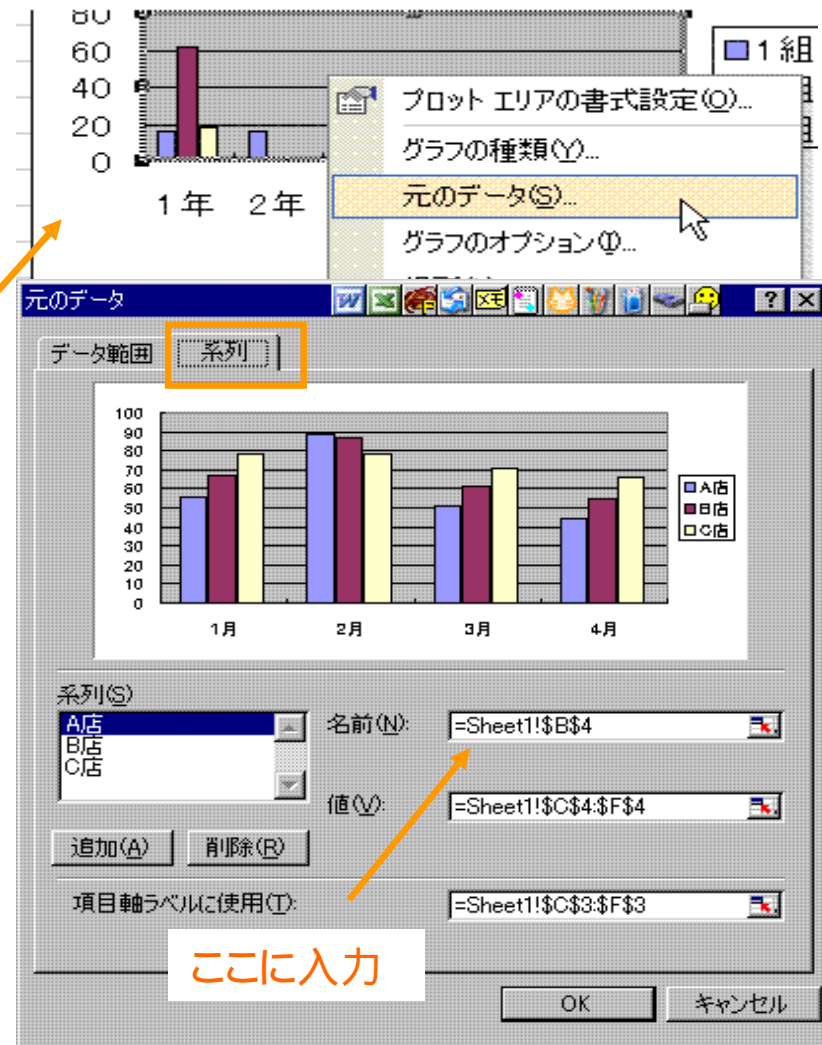 80
60
40
20
0
1年 2年
1組
プロット エリアの書式設定(O)...
グラフの種類(Y)...
元のデータ(S)...
グラフのオプション(I)...
元のデータ
データ範囲 系列
100
90
80
70
60
50
40
30
20
10
0
1月 2月 3月 4月
A店
B店
C店
系列(S)
A店
B店
C店
名前(N): =Sheet1!$B$4
値(V): =Sheet1!$C$4:$F$4
追加(A) 削除(R)
項目軸ラベルに使用(T): =Sheet1!$C$3:$F$3
ここに入力
OK キャンセル